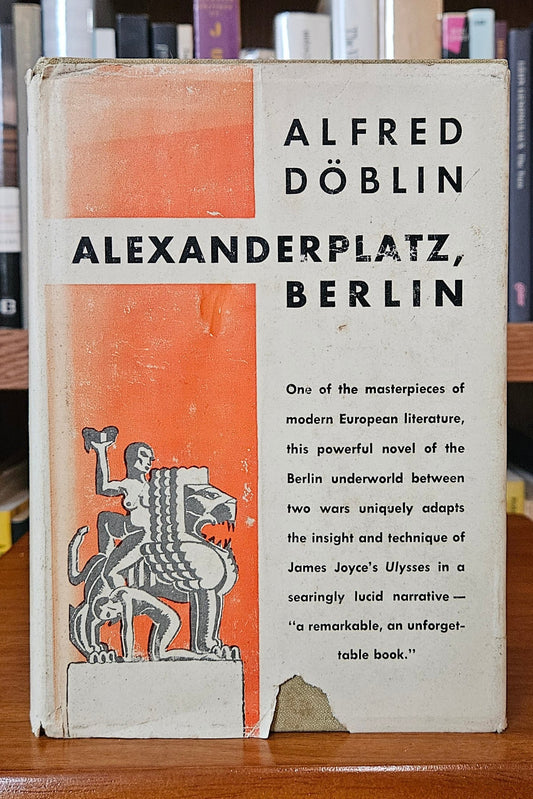 ALFRED
DÖBLIN
ALEXANDERPLATZ,
BERLIN
One of the masterpieces of
modern European literature,
this powerful novel of the
Berlin underworld between
two wars uniquely adapts
the insight and technique of
James Joyce's Ulysses in a
searingly lucid narrative —
"a remarkable, an unforget-
table book."